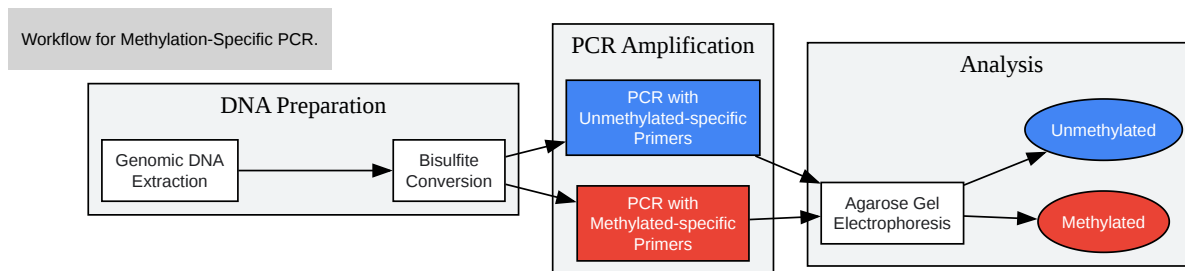 Workflow for Methylation-Specific PCR.
DNA Preparation
Genomic DNA
Extraction
Bisulfite
Conversion
PCR Amplification
PCR with
Unmethylated-specific
Primers
PCR with
Methylated-specific
Primers
Analysis
Agarose Gel
Electrophoresis
Unmethylated
Methylated